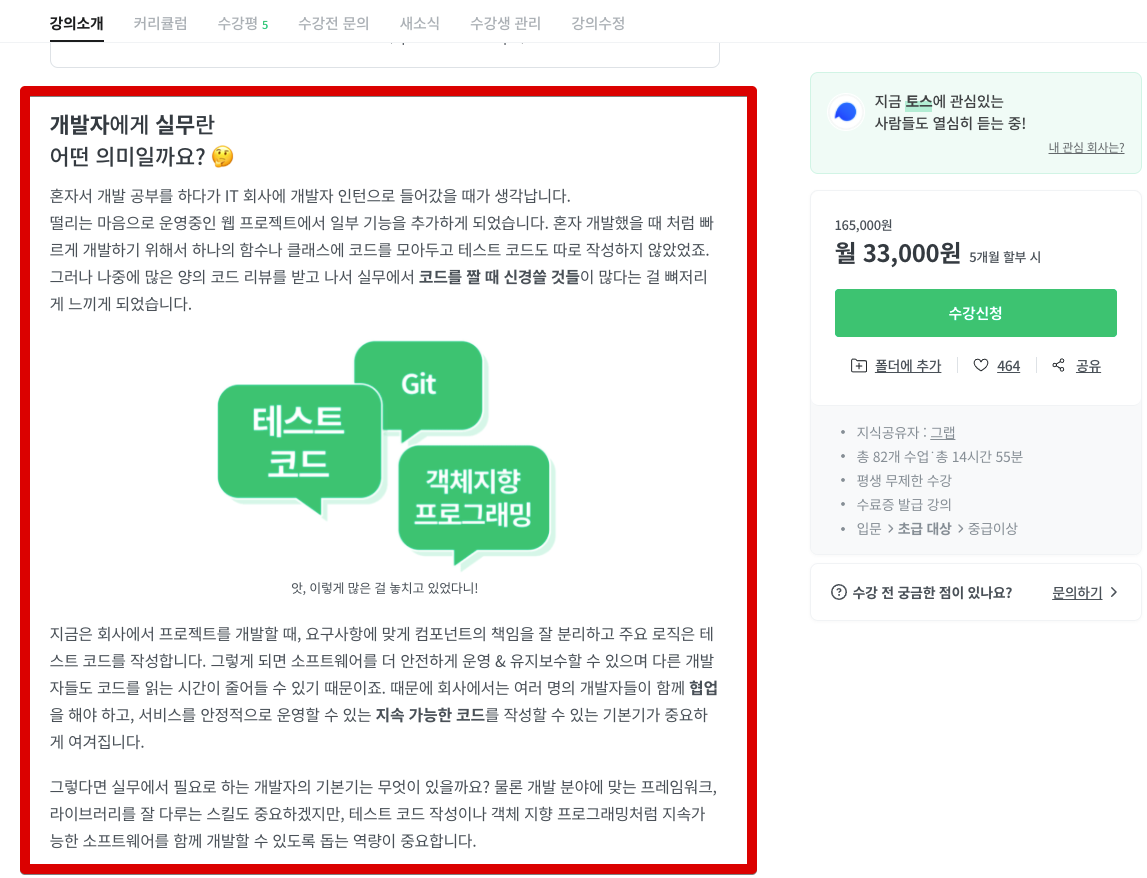 강의소개 커리큘럼 수강평 5 수강전 문의 새소식 수강생 관리 강의수정
개발자에게 실무란
어떤 의미일까요? 🤔
혼자서 개발 공부를 하다가 IT 회사에 개발자 인턴으로 들어갔을 때가 생각납니다.
떨리는 마음으로 운영중인 웹 프로젝트에서 일부 기능을 추가하게 되었습니다. 혼자 개발했을 때 처럼 빠
르게 개발하기 위해서 하나의 함수나 클래스에 코드를 모아두고 테스트 코드도 따로 작성하지 않았었죠.
그러나 나중에 많은 양의 코드 리뷰를 받고 나서 실무에서 코드를 짤 때 신경쓸 것들이 많다는 걸 뼈저리
게 느끼게 되었습니다.
Git
테스트
코드
객체지향
프로그래밍
앗, 이렇게 많은 걸 놓치고 있었다니!
지금은 회사에서 프로젝트를 개발할 때, 요구사항에 맞게 컴포넌트의 책임을 잘 분리하고 주요 로직은 테
스트 코드를 작성합니다. 그렇게 되면 소프트웨어를 더 안전하게 운영 & 유지보수할 수 있으며 다른 개발
자들도 코드를 읽는 시간이 줄어들 수 있기 때문이죠. 때문에 회사에서는 여러 명의 개발자들이 함께 협업
을 해야 하고, 서비스를 안정적으로 운영할 수 있는 지속 가능한 코드를 작성할 수 있는 기본기가 중요하
게 여겨집니다.
그렇다면 실무에서 필요로 하는 개발자의 기본기는 무엇이 있을까요? 물론 개발 분야에 맞는 프레임워크,
라이브러리를 잘 다루는 스킬도 중요하겠지만, 테스트 코드 작성이나 객체 지향 프로그래밍처럼 지속가
능한 소프트웨어를 함께 개발할 수 있도록 돕는 역량이 중요합니다.
지금 토스에 관심있는
사람들도 열심히 듣는 중!
내 관심 회사는?
165,000원
월 33,000원 5개월 할부 시
수강신청
폴더에 추가 464 공유
• 지식공유자 : 그랩
• 총 82개 수업˙총 14시간 55분
• 평생 무제한 수강
• 수료증 발급 강의
• 입문 > 초급 대상 > 중급이상
수강 전 궁금한 점이 있나요? 문의하기 >